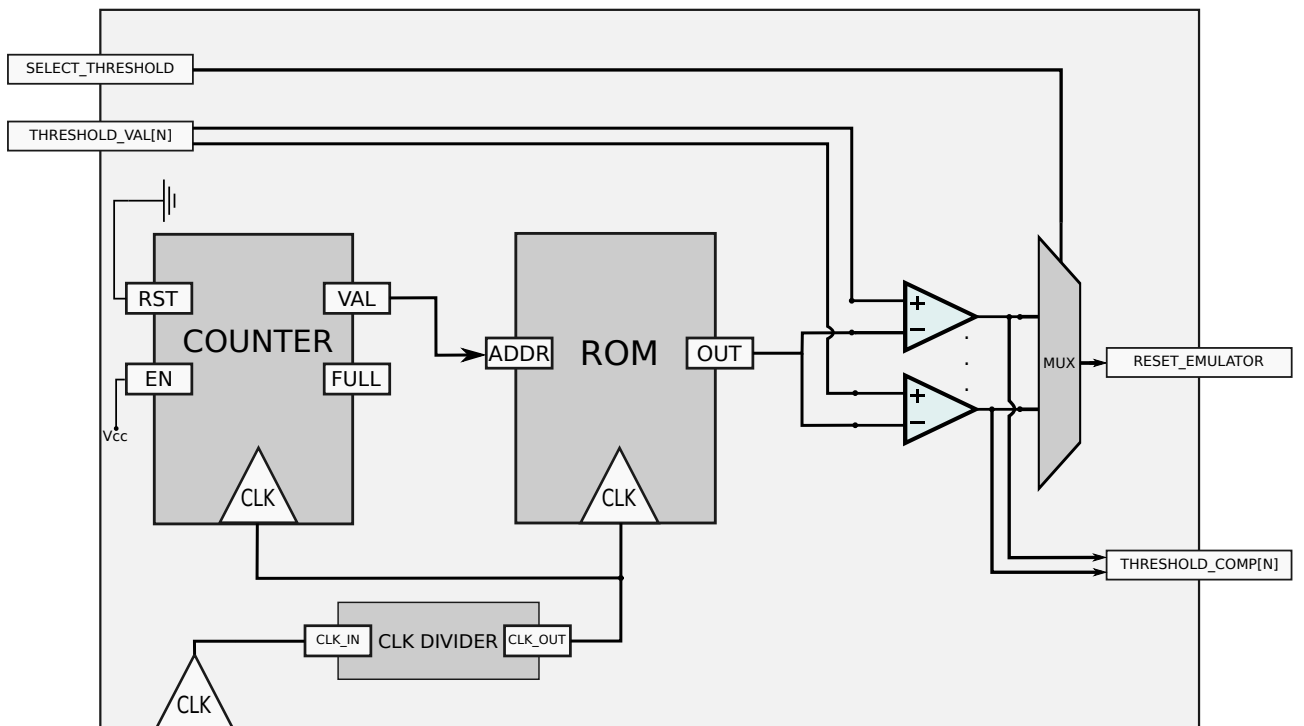 SELECT_THRESHOLD
THRESHOLD_VAL[N]
RST
VAL
COUNTER
EN
FULL
Vcc
CLK
ADDR
ROM
OUT
CLK
+
−
.
.
.
+
−
MUX
RESET_EMULATOR
THRESHOLD_COMP[N]
CLK_IN
CLK DIVIDER
CLK_OUT
CLK